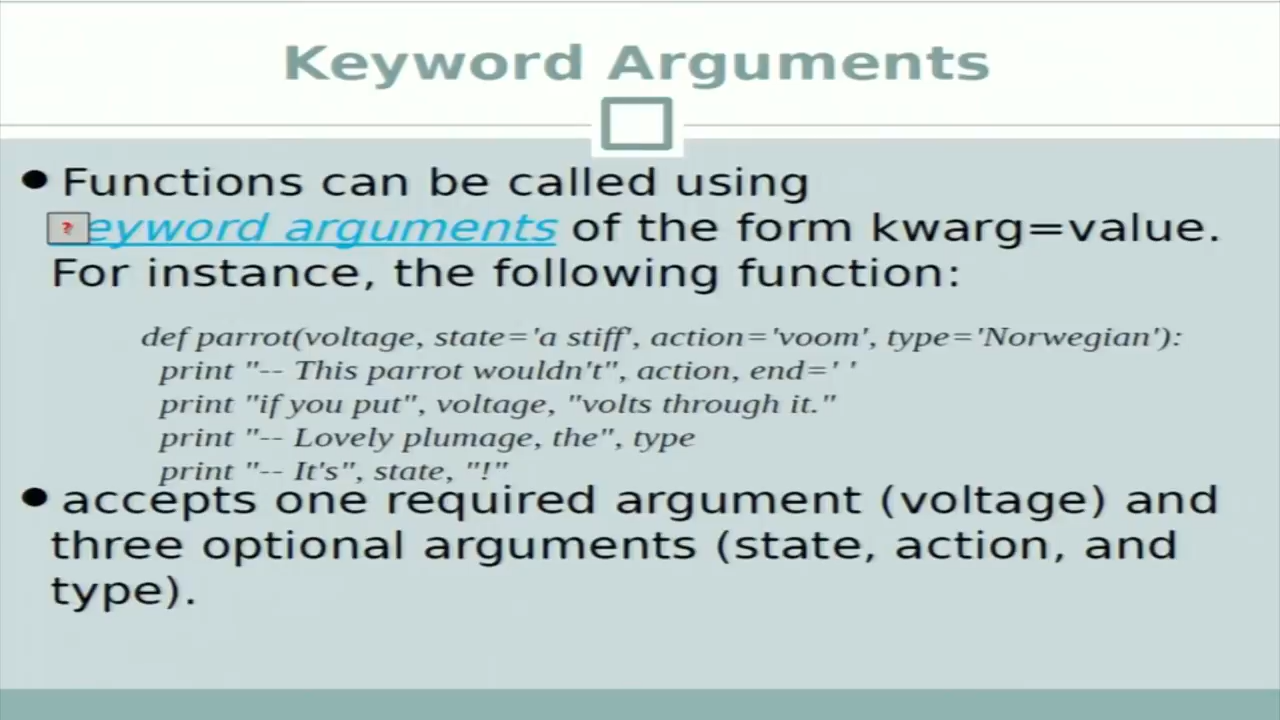 Keyword Arguments
Functions can be called using
?eyword arguments of the form kwarg=value.
For instance, the following function:
def parrot(voltage, state='a stiff', action='voom', type='Norwegian'):
print "-- This parrot wouldn't", action, end=' '
print "if you put", voltage, "volts through it."
print "-- Lovely plumage, the", type
print "-- It's", state, "!"
accepts one required argument (voltage) and
three optional arguments (state, action, and
type).